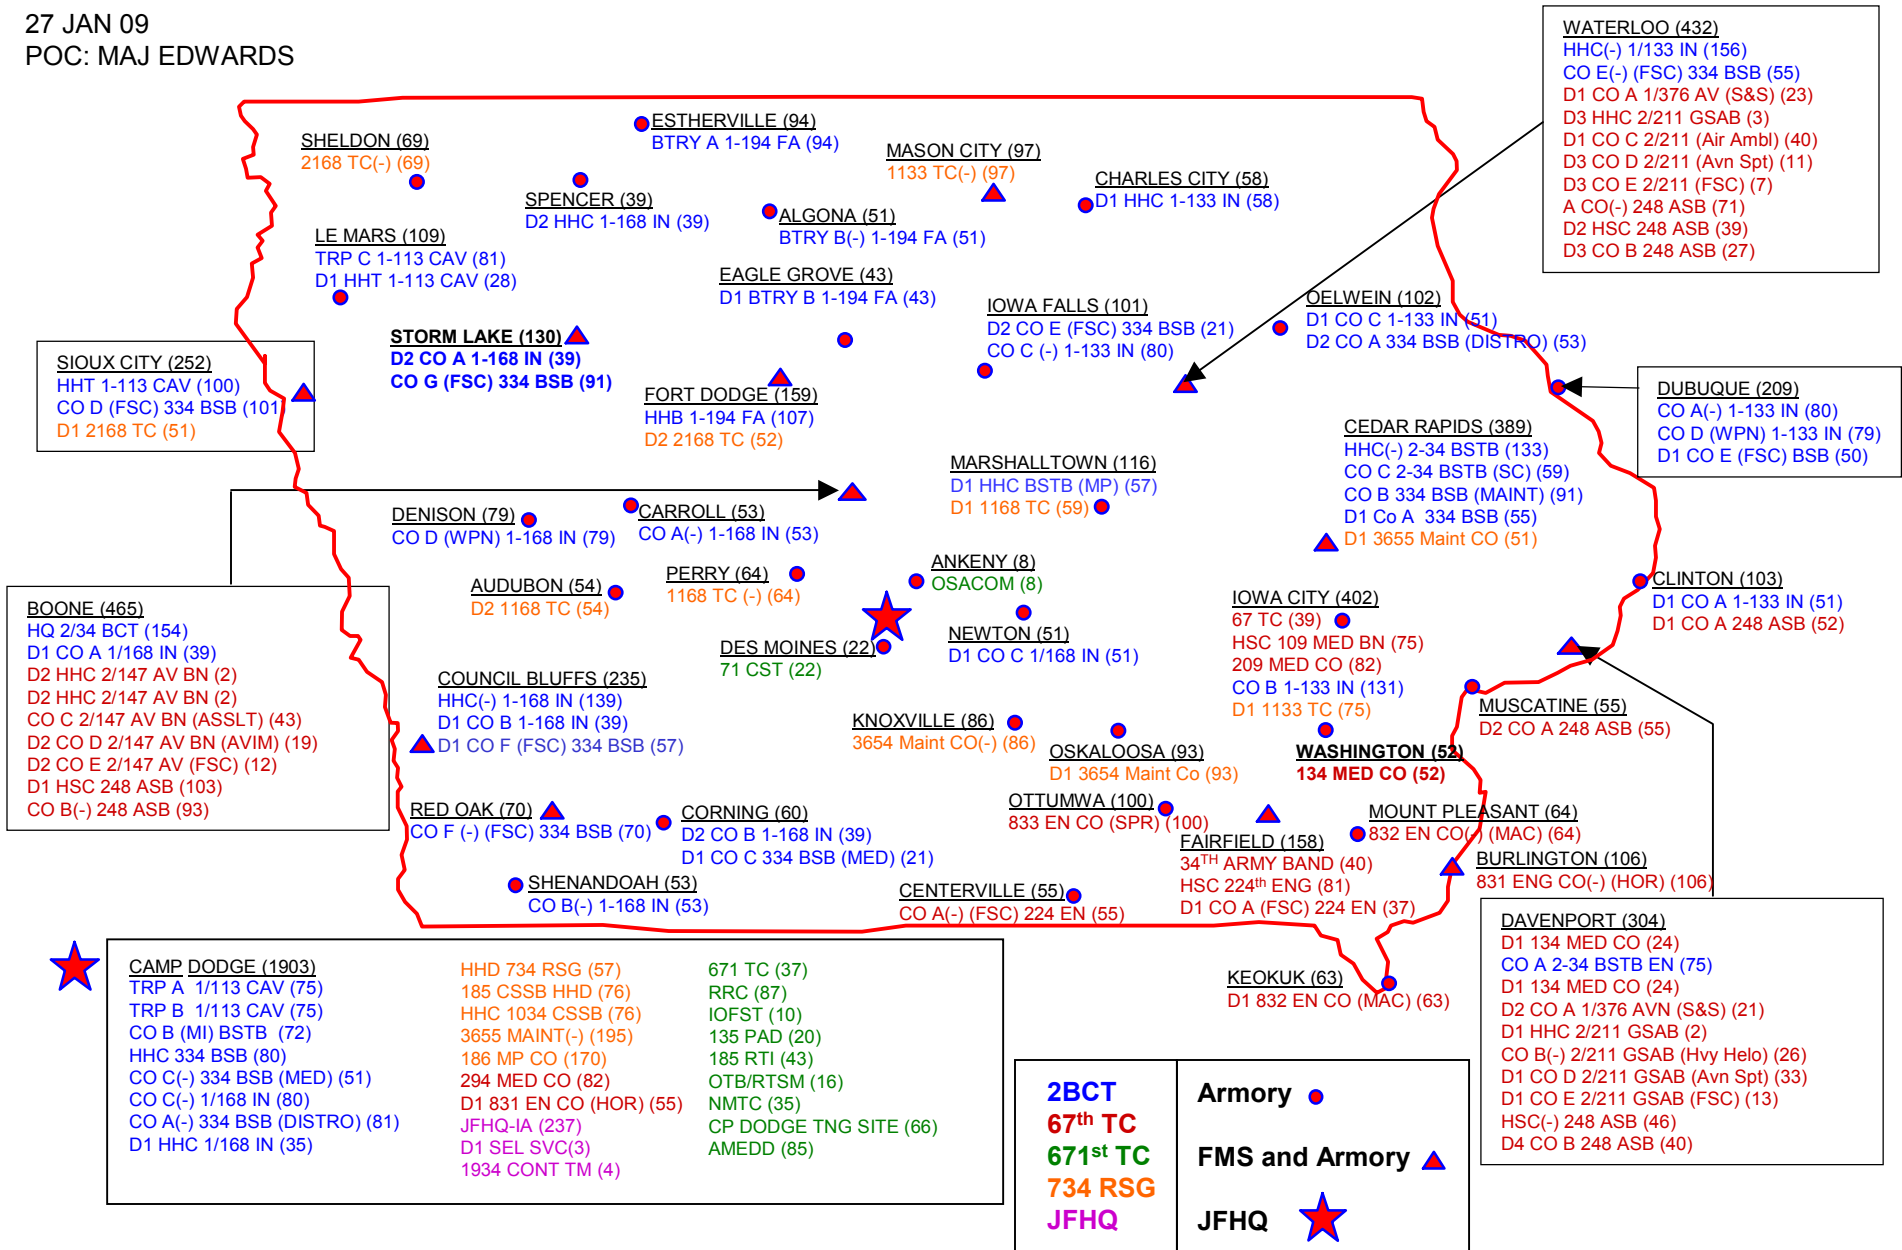 27 JAN 09
POC: MAJ EDWARDS
WATERLOO (432)
HHC(-) 1/133 IN (156)
CO E(-) (FSC) 334 BSB (55)
D1 CO A 1/376 AV (S&S) (23)
D3 HHC 2/211 GSAB (3)
D1 CO C 2/211 (Air Ambl) (40)
D3 CO D 2/211 (Avn Spt) (11)
D3 CO E 2/211 (FSC) (7)
A CO(-) 248 ASB (71)
D2 HSC 248 ASB (39)
D3 CO B 248 ASB (27)
ESTHERVILLE (94)
BTRY A 1-194 FA (94)
SHELDON (69)
2168 TC(-) (69)
MASON CITY (97)
1133 TC(-) (97)
CHARLES CITY (58)
D1 HHC 1-133 IN (58)
SPENCER (39)
D2 HHC 1-168 IN (39)
ALGONA (51)
BTRY B(-) 1-194 FA (51)
LE MARS (109)
TRP C 1-113 CAV (81)
D1 HHT 1-113 CAV (28)
EAGLE GROVE (43)
D1 BTRY B 1-194 FA (43)
IOWA FALLS (101)
D2 CO E (FSC) 334 BSB (21)
CO C (-) 1-133 IN (80)
OELWEIN (102)
D1 CO C 1-133 IN (51)
D2 CO A 334 BSB (DISTRO) (53)
STORM LAKE (130)
D2 CO A 1-168 IN (39)
CO G (FSC) 334 BSB (91)
SIOUX CITY (252)
HHT 1-113 CAV (100)
CO D (FSC) 334 BSB (101)
D1 2168 TC (51)
FORT DODGE (159)
HHB 1-194 FA (107)
D2 2168 TC (52)
DUBUQUE (209)
CO A(-) 1-133 IN (80)
CO D (WPN) 1-133 IN (79)
D1 CO E (FSC) BSB (50)
CEDAR RAPIDS (389)
HHC(-) 2-34 BSTB (133)
CO C 2-34 BSTB (SC) (59)
CO B 334 BSB (MAINT) (91)
D1 Co A 334 BSB (55)
D1 3655 Maint CO (51)
MARSHALLTOWN (116)
D1 HHC BSTB (MP) (57)
D1 1168 TC (59)
DENISON (79)
CO D (WPN) 1-168 IN (79)
CARROLL (53)
CO A(-) 1-168 IN (53)
AUDUBON (54)
D2 1168 TC (54)
PERRY (64)
1168 TC (-) (64)
ANKENY (8)
OSACOM (8)
CLINTON (103)
D1 CO A 1-133 IN (51)
D1 CO A 248 ASB (52)
BOONE (465)
HQ 2/34 BCT (154)
D1 CO A 1/168 IN (39)
D2 HHC 2/147 AV BN (2)
D2 HHC 2/147 AV BN (2)
CO C 2/147 AV BN (ASSLT) (43)
D2 CO D 2/147 AV BN (AVIM) (19)
D2 CO E 2/147 AV (FSC) (12)
D1 HSC 248 ASB (103)
CO B(-) 248 ASB (93)
DES MOINES (22)
71 CST (22)
NEWTON (51)
D1 CO C 1/168 IN (51)
IOWA CITY (402)
67 TC (39)
HSC 109 MED BN (75)
209 MED CO (82)
CO B 1-133 IN (131)
D1 1133 TC (75)
COUNCIL BLUFFS (235)
HHC(-) 1-168 IN (139)
D1 CO B 1-168 IN (39)
D1 CO F (FSC) 334 BSB (57)
MUSCATINE (55)
D2 CO A 248 ASB (55)
KNOXVILLE (86)
3654 Maint CO(-) (86)
OSKALOOSA (93)
D1 3654 Maint Co (93)
WASHINGTON (52)
134 MED CO (52)
RED OAK (70)
CO F (-) (FSC) 334 BSB (70)
CORNING (60)
D2 CO B 1-168 IN (39)
D1 CO C 334 BSB (MED) (21)
OTTUMWA (100)
833 EN CO (SPR) (100)
MOUNT PLEASANT (64)
832 EN CO(-) (MAC) (64)
FAIRFIELD (158)
34TH ARMY BAND (40)
HSC 224th ENG (81)
D1 CO A (FSC) 224 EN (37)
BURLINGTON (106)
831 ENG CO(-) (HOR) (106)
SHENANDOAH (53)
CO B(-) 1-168 IN (53)
CENTERVILLE (55)
CO A(-) (FSC) 224 EN (55)
KEOKUK (63)
D1 832 EN CO (MAC) (63)
DAVENPORT (304)
D1 134 MED CO (24)
CO A 2-34 BSTB EN (75)
D1 134 MED CO (24)
D2 CO A 1/376 AVN (S&S) (21)
D1 HHC 2/211 GSAB (2)
CO B(-) 2/211 GSAB (Hvy Helo) (26)
D1 CO D 2/211 GSAB (Avn Spt) (33)
D1 CO E 2/211 GSAB (FSC) (13)
HSC(-) 248 ASB (46)
D4 CO B 248 ASB (40)
CAMP DODGE (1903)
TRP A 1/113 CAV (75)
TRP B 1/113 CAV (75)
CO B (MI) BSTB (72)
HHC 334 BSB (80)
CO C(-) 334 BSB (MED) (51)
CO C(-) 1/168 IN (80)
CO A(-) 334 BSB (DISTRO) (81)
D1 HHC 1/168 IN (35)
HHD 734 RSG (57)
185 CSSB HHD (76)
HHC 1034 CSSB (76)
3655 MAINT(-) (195)
186 MP CO (170)
294 MED CO (82)
D1 831 EN CO (HOR) (55)
JFHQ-IA (237)
D1 SEL SVC(3)
1934 CONT TM (4)
671 TC (37)
RRC (87)
IOFST (10)
135 PAD (20)
185 RTI (43)
OTB/RTSM (16)
NMTC (35)
CP DODGE TNG SITE (66)
AMEDD (85)
2BCT
67th TC
671st TC
734 RSG
JFHQ
Armory
FMS and Armory
JFHQ